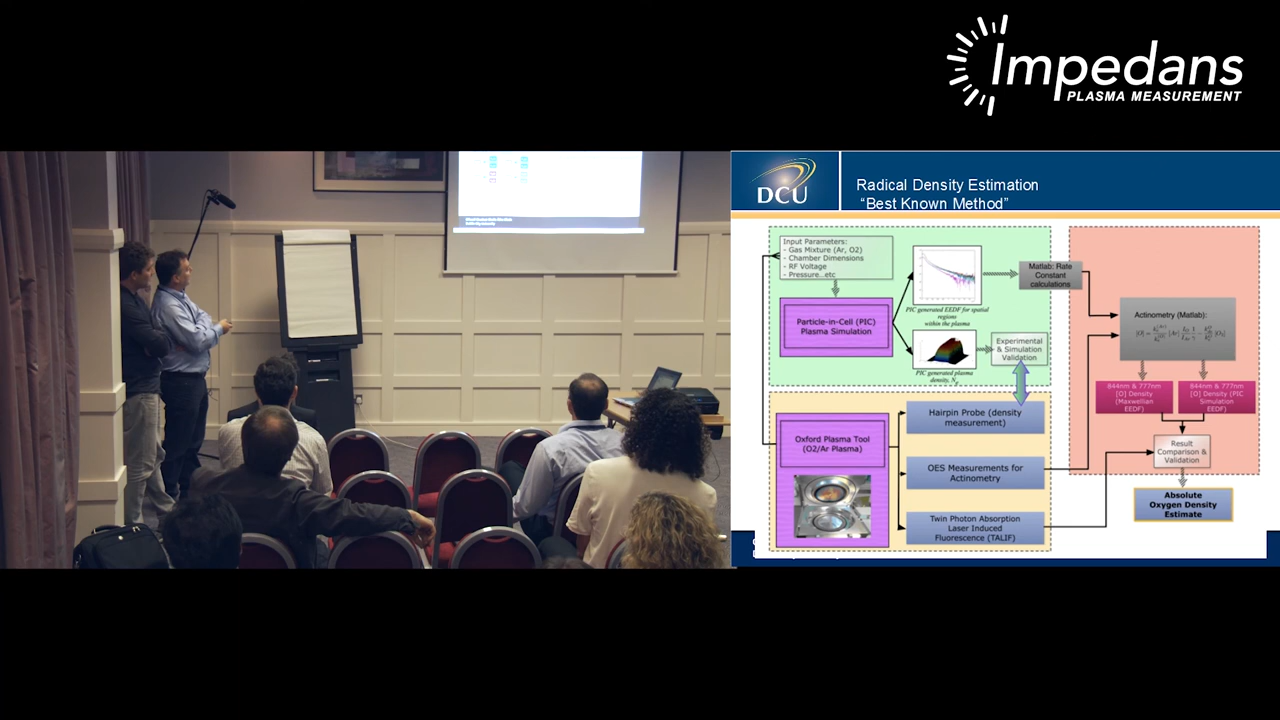 Impedans
PLASMA MEASUREMENT
DCU
Radical Density Estimation
“Best Known Method”
Input Parameters:
- Gas Mixture (Ar, O2)
- Chamber Dimensions
- RF Voltage
- Pressure...etc
Particle-in-Cell (PIC)
Plasma Simulation
PIC generated EEDF for spatial
regions
within the plasma
PIC generated plasma
density, Ne
Matlab: Rate
Constant
calculations
Experimental
& Simulation
Validation
Oxford Plasma Tool
(O2/Ar Plasma)
Hairpin Probe (density
measurement)
OES Measurements for
Actinometry
Twin Photon Absorption
Laser Induced
Fluorescence (TALIF)
Actinometry (Matlab):
844nm & 777nm
[O] Density
(Maxwellian
EEDF)
844nm & 777nm
[O] Density (PIC
Simulation
EEDF)
Result
Comparison &
Validation
Absolute
Oxygen Density
Estimate